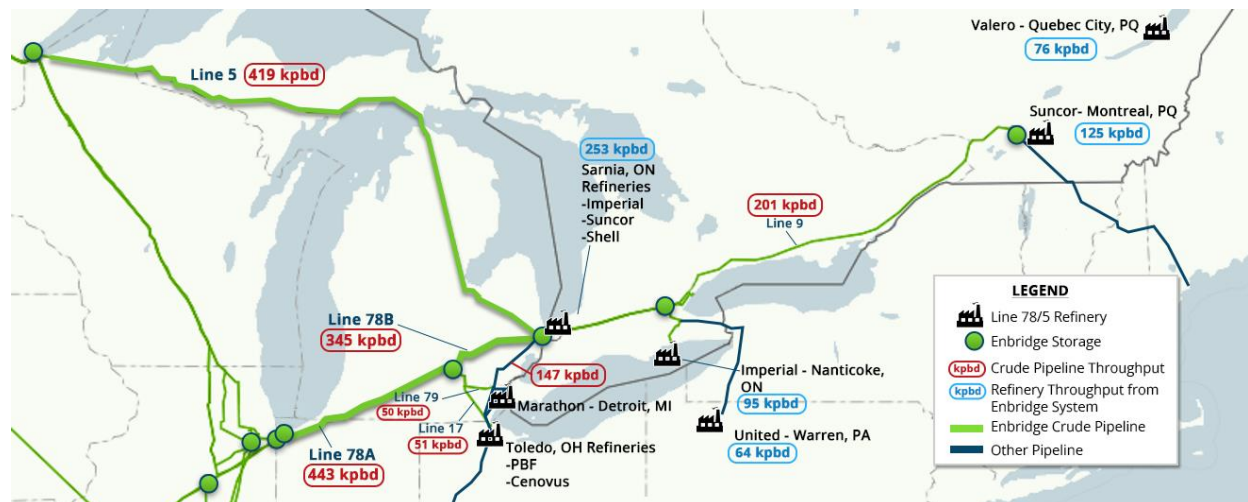 Valero - Quebec City, PQ
76 kpbd
Line 5 419 kpbd
Suncor- Montreal, PQ
125 kpbd
253 kpbd
Sarnia, ON
Refineries
-Imperial
-Suncor
-Shell
201 kpbd
Line 9
Line 78B
345 kpbd
147 kpbd
Line 79
50 kpbd
Marathon - Detroit, MI
Line 17
51 kpbd
Imperial - Nanticoke,
ON
95 kpbd
Line 78A
443 kpbd
Toledo, OH Refineries
-PBF
-Cenovus
United - Warren, PA
64 kpbd
LEGEND
Line 78/5 Refinery
Enbridge Storage
kpbd Crude Pipeline Throughput
kpbd Refinery Throughput from
Enbridge System
Enbridge Crude Pipeline
Other Pipeline